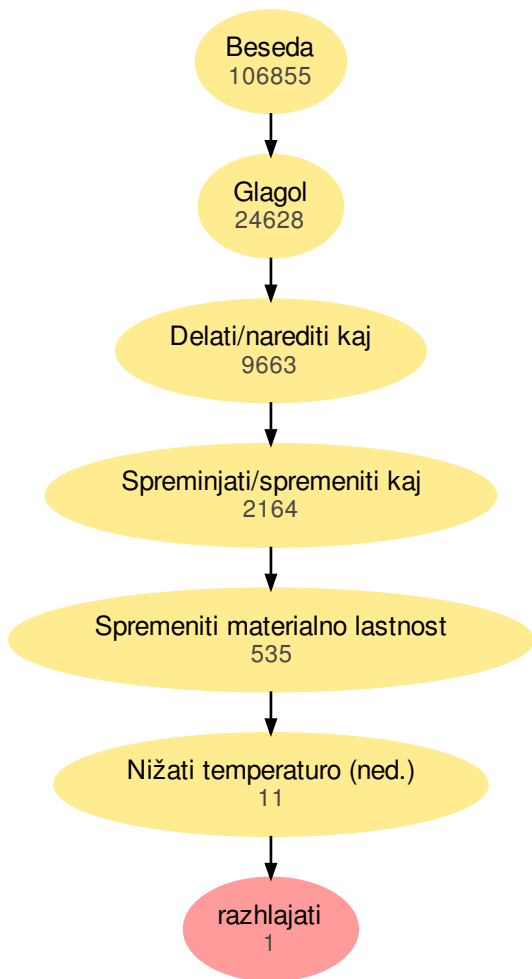 Beseda
106855
Glagol
24628
Delati/narediti kaj
9663
Spreminjati/spremeniti kaj
2164
Spremeniti materialno lastnost
535
Nižati temperaturo (ned.)
11
razhlajati
1